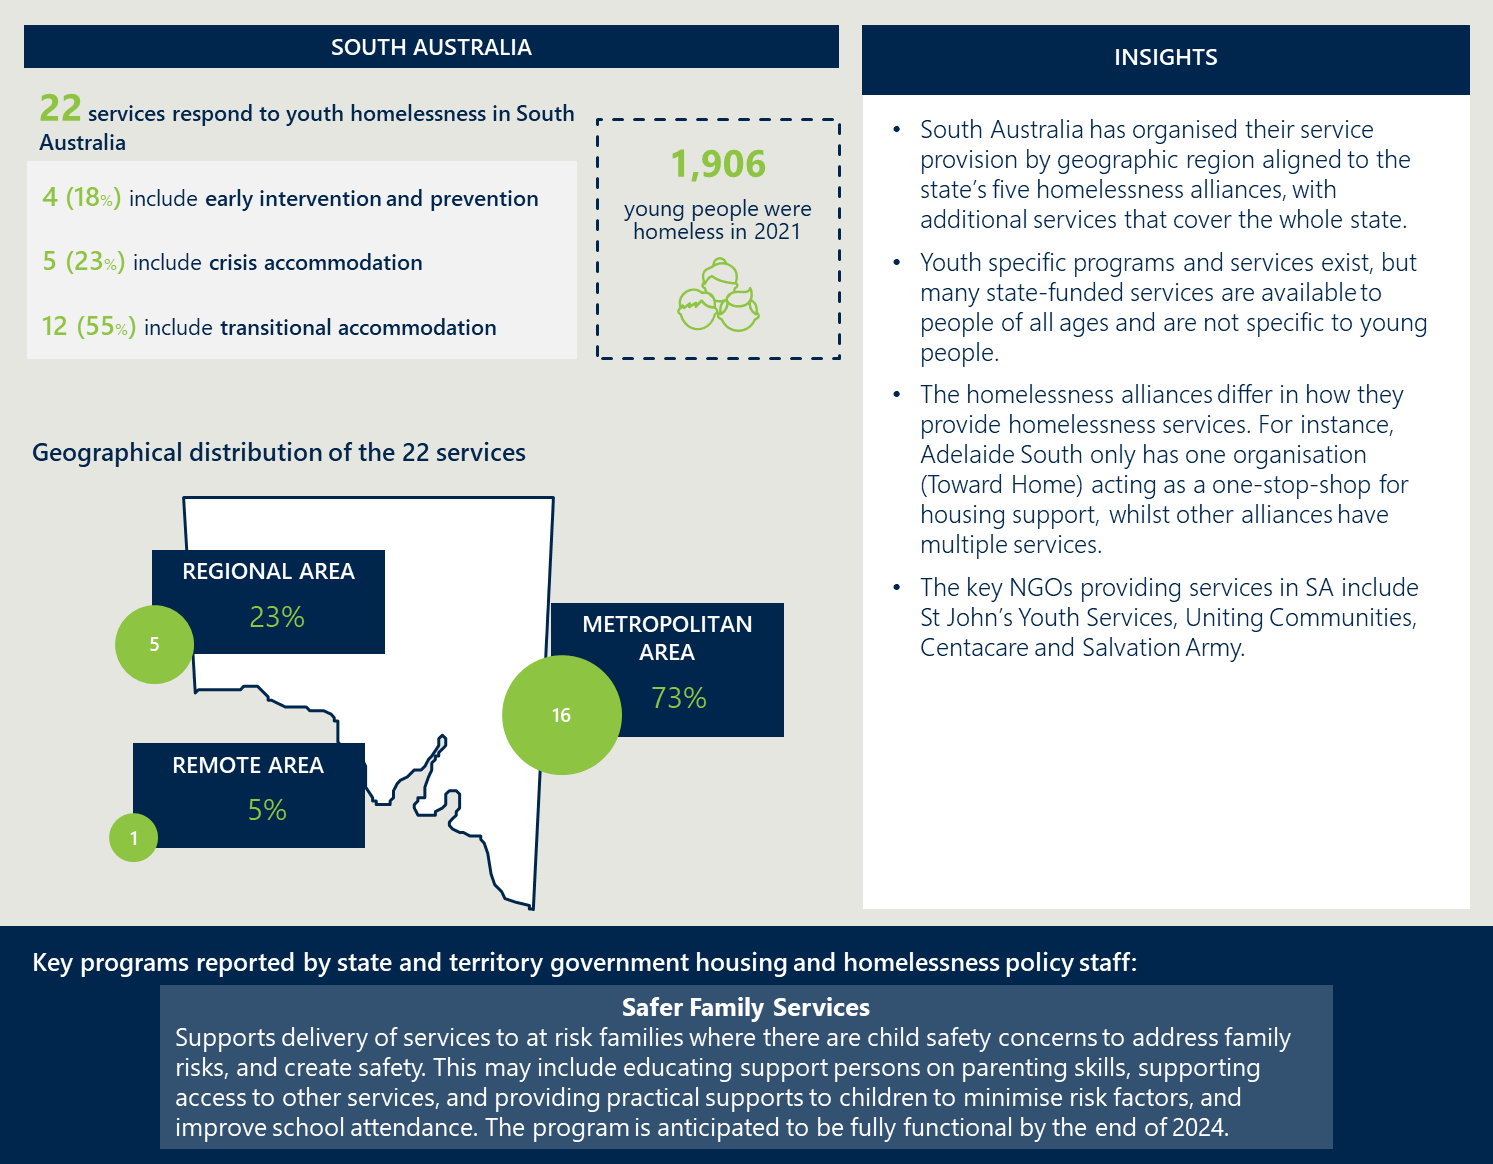 SOUTH AUSTRALIA
22 services respond to youth homelessness in South
Australia
4 (18%) include early intervention and prevention
5 (23%) include crisis accommodation
12 (55%) include transitional accommodation
1,906
young people were
homeless in 2021
Geographical distribution of the 22 services
REGIONAL AREA
23%
5
METROPOLITAN
AREA
73%
16
REMOTE AREA
5%
1
INSIGHTS
• South Australia has organised their service
provision by geographic region aligned to the
state's five homelessness alliances, with
additional services that cover the whole state.
• Youth specific programs and services exist, but
many state-funded services are available to
people of all ages and are not specific to young
people.
• The homelessness alliances differ in how they
provide homelessness services. For instance,
Adelaide South only has one organisation
(Toward Home) acting as a one-stop-shop for
housing support, whilst other alliances have
multiple services.
• The key NGOs providing services in SA include
St John's Youth Services, Uniting Communities,
Centacare and Salvation Army.
Key programs reported by state and territory government housing and homelessness policy staff:
Safer Family Services
Supports delivery of services to at risk families where there are child safety concerns to address family
risks, and create safety. This may include educating support persons on parenting skills, supporting
access to other services, and providing practical supports to children to minimise risk factors, and
improve school attendance. The program is anticipated to be fully functional by the end of 2024.